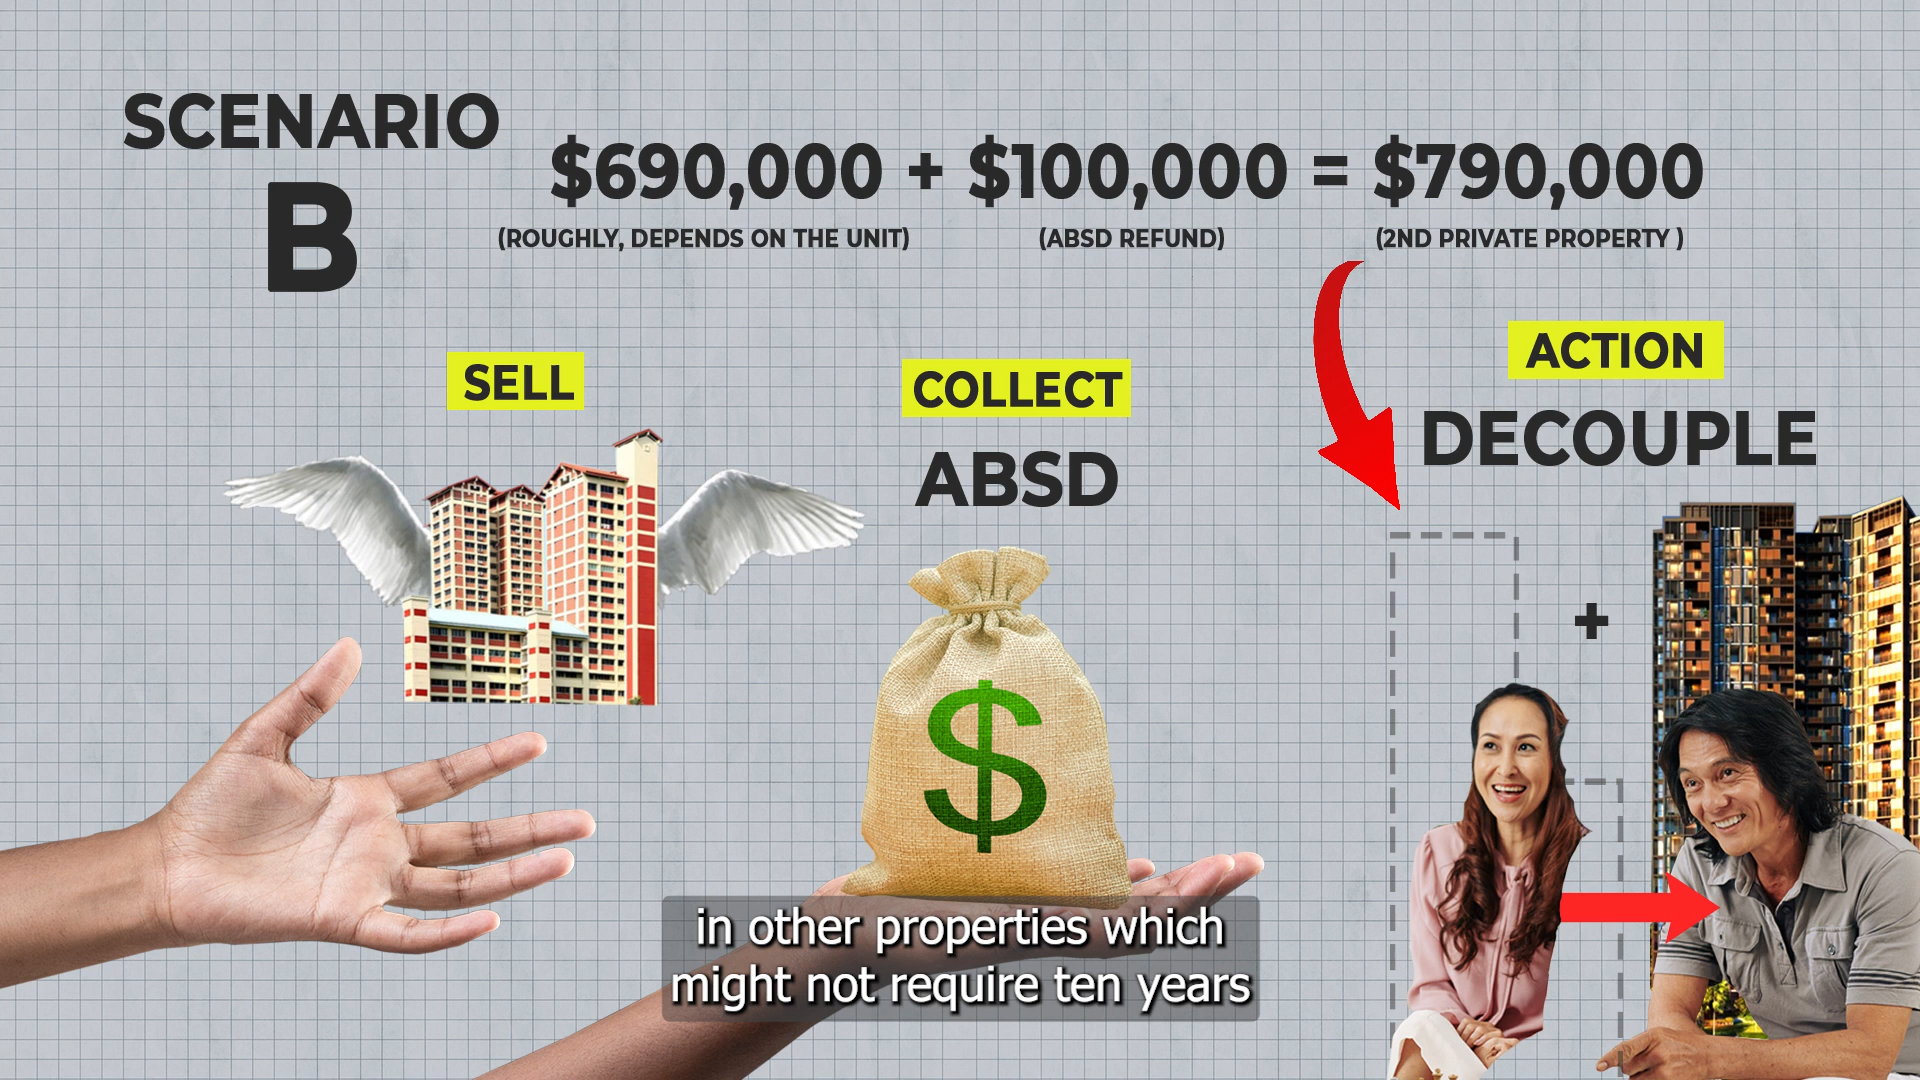 SCENARIO
B
$690,000 + $100,000 = $790,000
(ROUGHLY, DEPENDS ON THE UNIT) (ABSD REFUND) (2ND PRIVATE PROPERTY )
SELL
COLLECT
ABSD
$
ACTION
DECOUPLE
+
in other properties which
might not require ten years